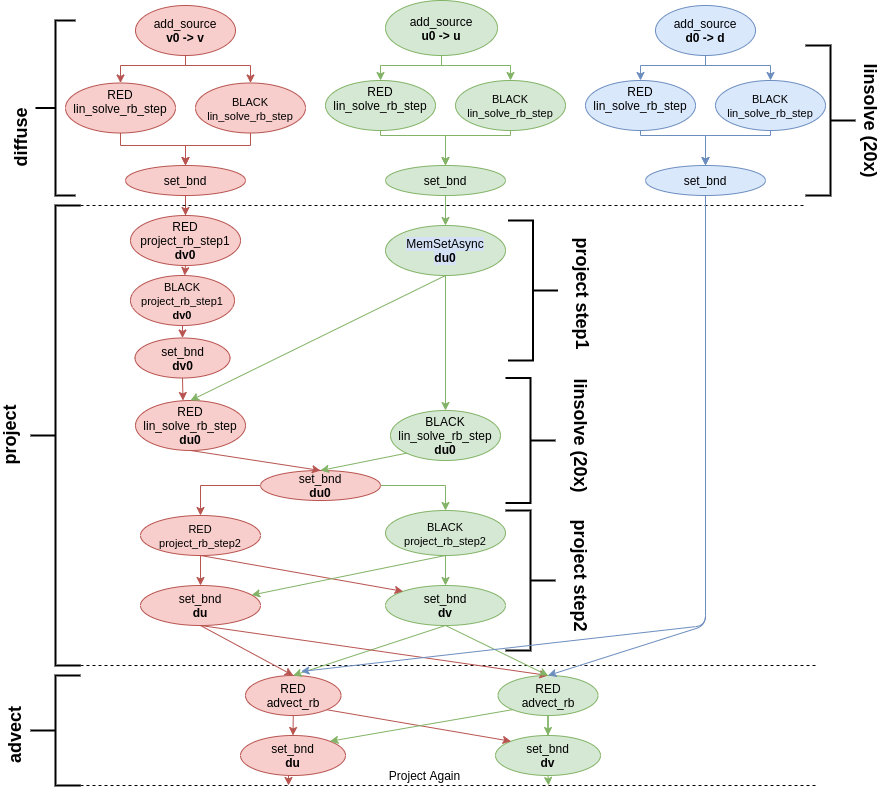 add_source
v0 -> v
add_source
u0 -> u
add_source
d0 -> d
diffuse
RED
lin_solve_rb_step
BLACK
lin_solve_rb_step
RED
lin_solve_rb_step
BLACK
lin_solve_rb_step
RED
lin_solve_rb_step
BLACK
lin_solve_rb_step
linsolve (20x)
set_bnd
set_bnd
set_bnd
project
RED
project_rb_step1
dv0
MemSetAsync
du0
project step1
BLACK
project_rb_step1
dv0
set_bnd
dv0
RED
lin_solve_rb_step
du0
BLACK
lin_solve_rb_step
du0
linsolve (20x)
set_bnd
du0
RED
project_rb_step2
BLACK
project_rb_step2
project step2
set_bnd
du
set_bnd
dv
advect
RED
advect_rb
RED
advect_rb
set_bnd
du
set_bnd
dv
Project Again